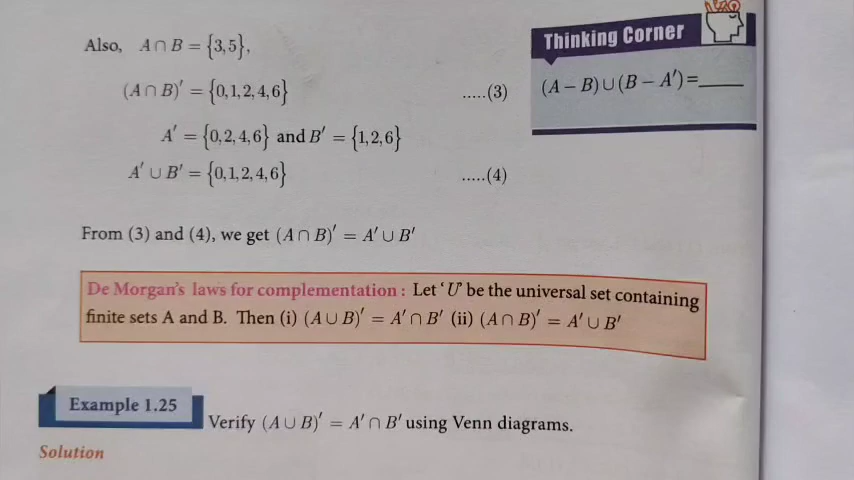 Also, A ∩ B = {3,5},
Thinking Corner
(A ∩ B)′ = {0,1,2,4,6} .....(3)
(A − B) ∪ (B − A′) = ____
A′ = {0,2,4,6} and B′ = {1,2,6}
A′ ∪ B′ = {0,1,2,4,6} .....(4)
From (3) and (4), we get (A ∩ B)′ = A′ ∪ B′
De Morgan's laws for complementation : Let ‘U’ be the universal set containing
finite sets A and B. Then (i) (A ∪ B)′ = A′ ∩ B′ (ii) (A ∩ B)′ = A′ ∪ B′
Example 1.25
Verify (A ∪ B)′ = A′ ∩ B′ using Venn diagrams.
Solution